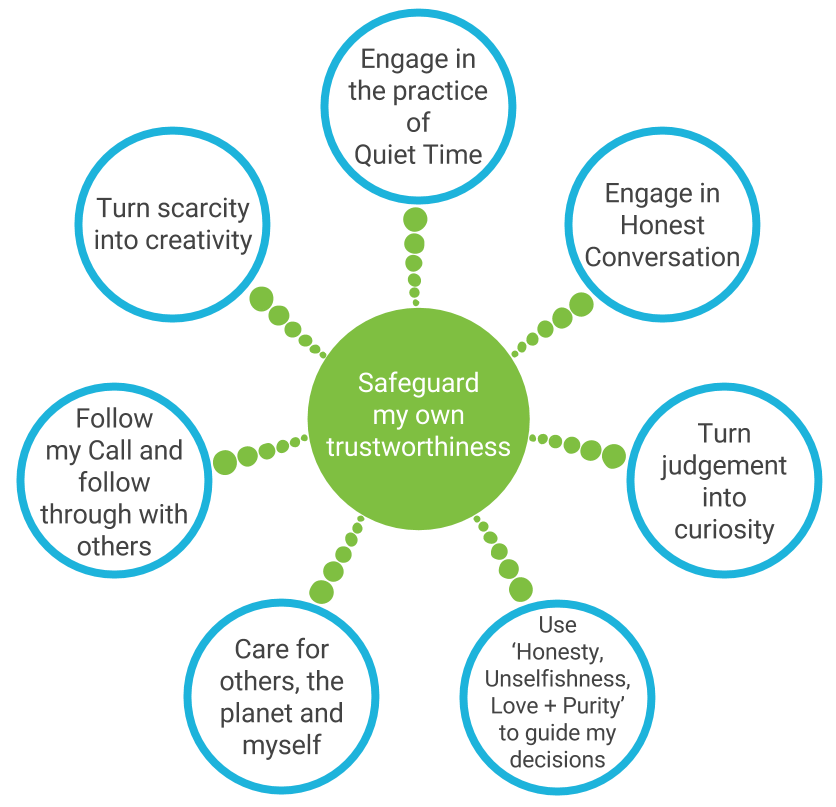 Engage in
the practice
of
Quiet Time
Engage in
Honest
Conversation
Turn
judgement
into
curiosity
Use
‘Honesty,
Unselfishness,
Love + Purity’
to guide my
decisions
Care for
others, the
planet and
myself
Follow
my Call and
follow
through with
others
Turn scarcity
into creativity
Safeguard
my own
trustworthiness